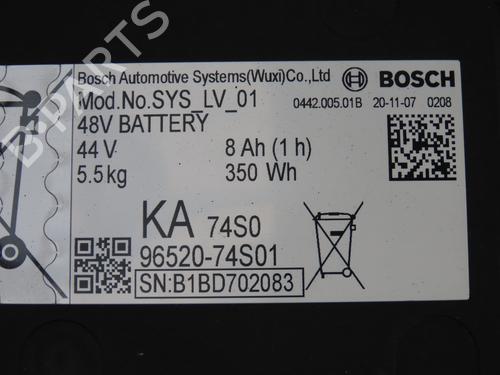 Bosch Automotive Systems(Wuxi)Co.,Ltd BOSCH
Mod.No.SYS_LV_01 0442.005.01B 20-11-07 0208
48V BATTERY
44 V 8 Ah (1 h)
5.5 kg 350 Wh
KA 74S0
96520-74S01
SN:B1BD702083
B-PARTS